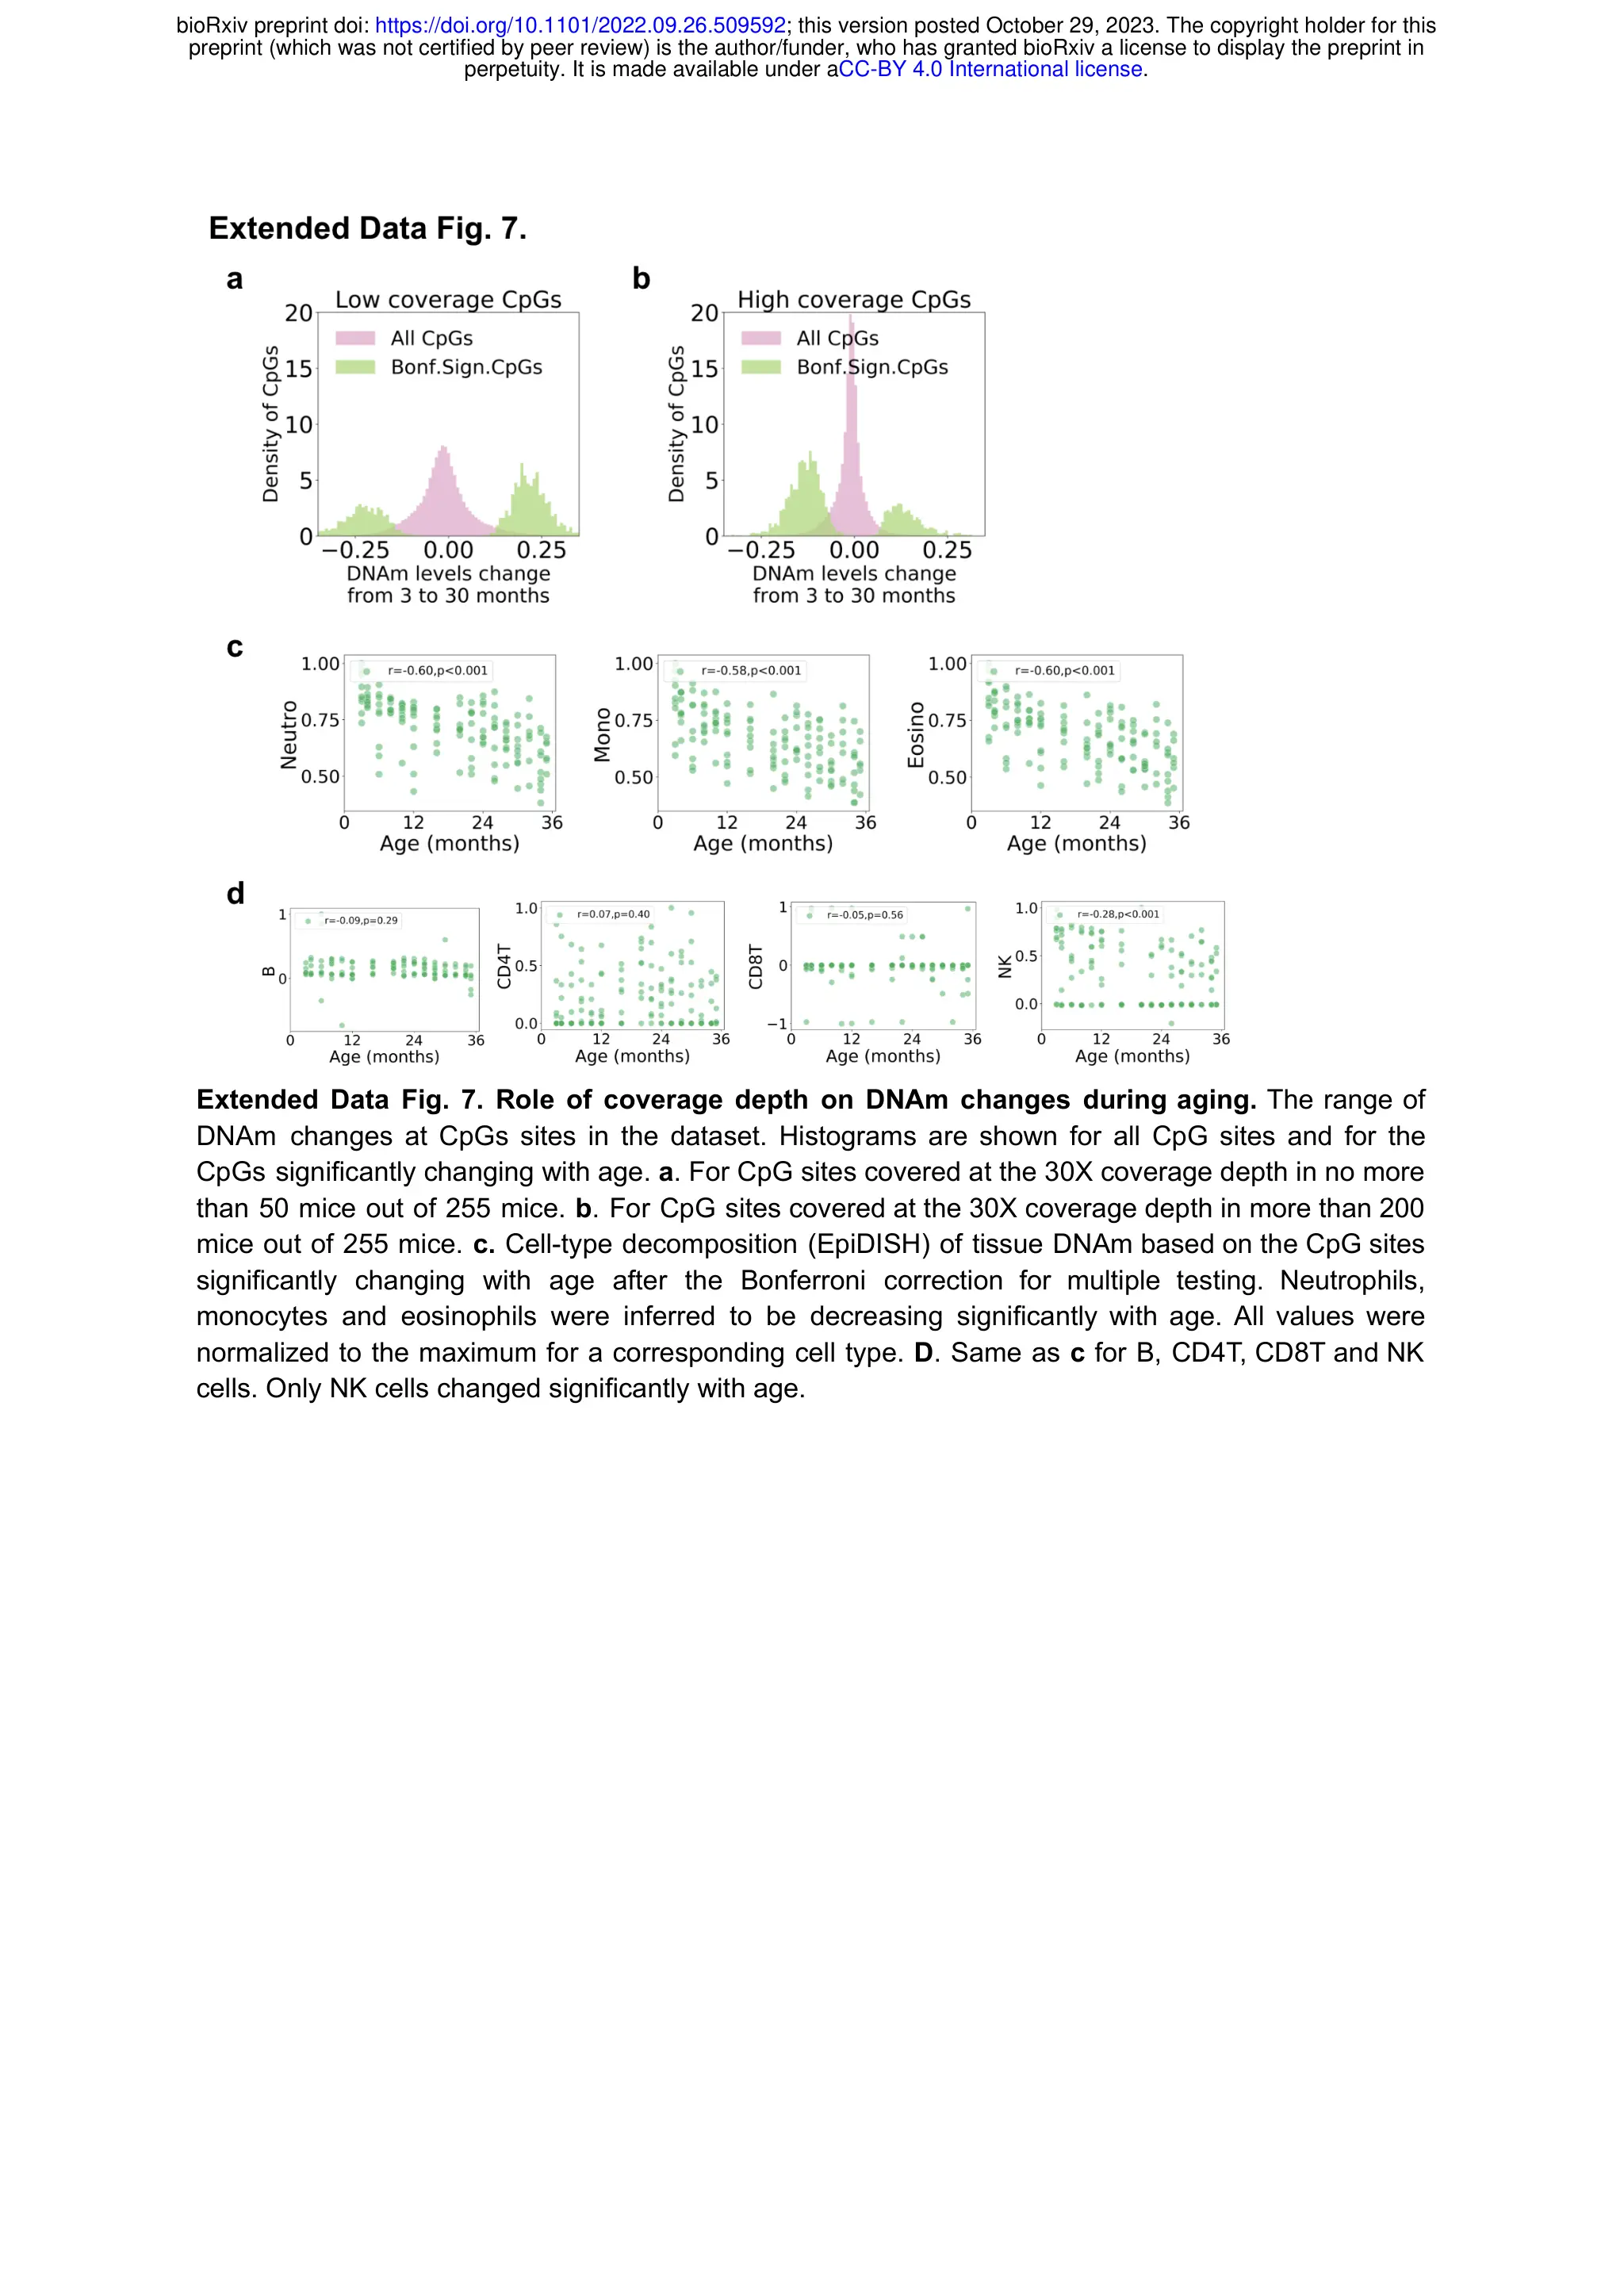 bioRxiv preprint doi: https://doi.org/10.1101/2022.09.26.509592; this version posted October 29, 2023. The copyright holder for this
preprint (which was not certified by peer review) is the author/funder, who has granted bioRxiv a license to display the preprint in
perpetuity. It is made available under aCC-BY 4.0 International license.
Extended Data Fig. 7.
a
Low coverage CpGs
20
15
10
5
0
Density of CpGs
All CpGs
Bonf.Sign.CpGs
−0.25 0.00 0.25
DNAm levels change
from 3 to 30 months
b
High coverage CpGs
20
15
10
5
0
Density of CpGs
All CpGs
Bonf.Sign.CpGs
−0.25 0.00 0.25
DNAm levels change
from 3 to 30 months
c
Neutro
1.00
0.75
0.50
r=-0.60,p<0.001
0 12 24 36
Age (months)
Mono
1.00
0.75
0.50
r=-0.58,p<0.001
0 12 24 36
Age (months)
Eosino
1.00
0.75
0.50
r=-0.60,p<0.001
0 12 24 36
Age (months)
d
B
1
0
r=-0.09,p=0.29
0 12 24 36
Age (months)
CD4T
1.0
0.5
0.0
r=0.07,p=0.40
0 12 24 36
Age (months)
CD8T
1
0
−1
r=-0.05,p=0.56
0 12 24 36
Age (months)
NK
1.0
0.5
0.0
r=-0.28,p<0.001
0 12 24 36
Age (months)
Extended Data Fig. 7. Role of coverage depth on DNAm changes during aging. The range of
DNAm changes at CpGs sites in the dataset. Histograms are shown for all CpG sites and for the
CpGs significantly changing with age. a. For CpG sites covered at the 30X coverage depth in no more
than 50 mice out of 255 mice. b. For CpG sites covered at the 30X coverage depth in more than 200
mice out of 255 mice. c. Cell-type decomposition (EpiDISH) of tissue DNAm based on the CpG sites
significantly changing with age after the Bonferroni correction for multiple testing. Neutrophils,
monocytes and eosinophils were inferred to be decreasing significantly with age. All values were
normalized to the maximum for a corresponding cell type. D. Same as c for B, CD4T, CD8T and NK
cells. Only NK cells changed significantly with age.